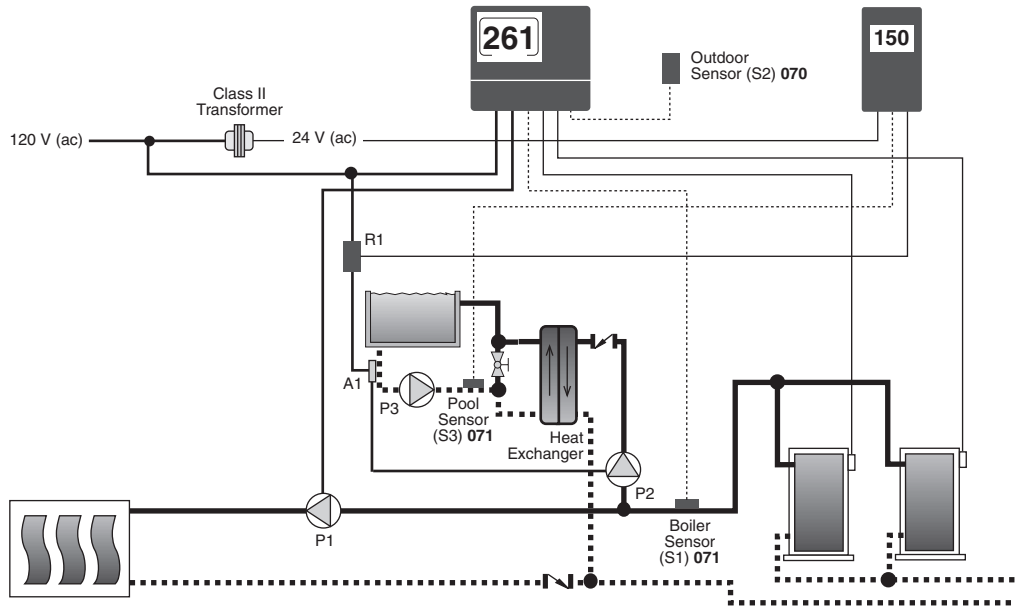 261
150
Outdoor
Sensor (S2) 070
Class II
Transformer
120 V (ac)
24 V (ac)
R1
A1
P3
Pool
Sensor
(S3) 071
Heat
Exchanger
P2
P1
Boiler
Sensor
(S1) 071